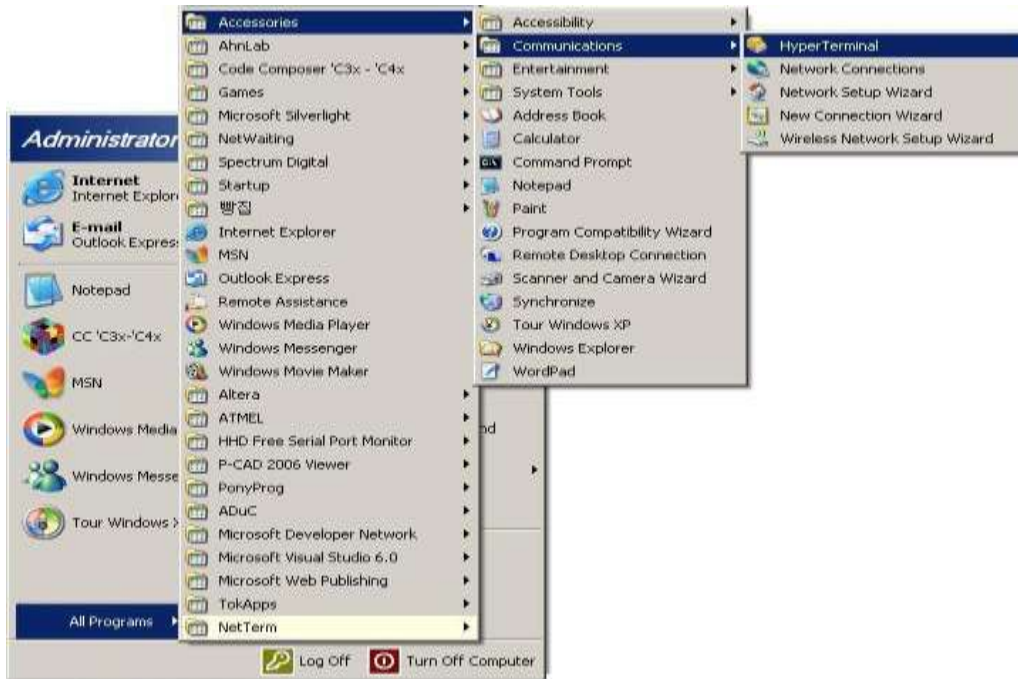 Administrator
Internet
Internet Explor
E-mail
Outlook Expres
Notepad
CC 'C3x-'C4x
MSN
Windows Media
Windows Messe
Tour Windows X
All Programs
Log Off
Turn Off Computer
Accessories
AhnLab
Code Composer 'C3x - 'C4x
Games
Microsoft Silverlight
NetWaiting
Spectrum Digital
Startup
빵집
Internet Explorer
MSN
Outlook Express
Remote Assistance
Windows Media Player
Windows Messenger
Windows Movie Maker
Altera
ATMEL
HHD Free Serial Port Monitor
P-CAD 2006 Viewer
PonyProg
ADuC
Microsoft Developer Network
Microsoft Visual Studio 6.0
Microsoft Web Publishing
TokApps
NetTerm
Accessibility
Communications
Entertainment
System Tools
Address Book
Calculator
Command Prompt
Notepad
Paint
Program Compatibility Wizard
Remote Desktop Connection
Scanner and Camera Wizard
Synchronize
Tour Windows XP
Windows Explorer
WordPad
HyperTerminal
Network Connections
Network Setup Wizard
New Connection Wizard
Wireless Network Setup Wizard